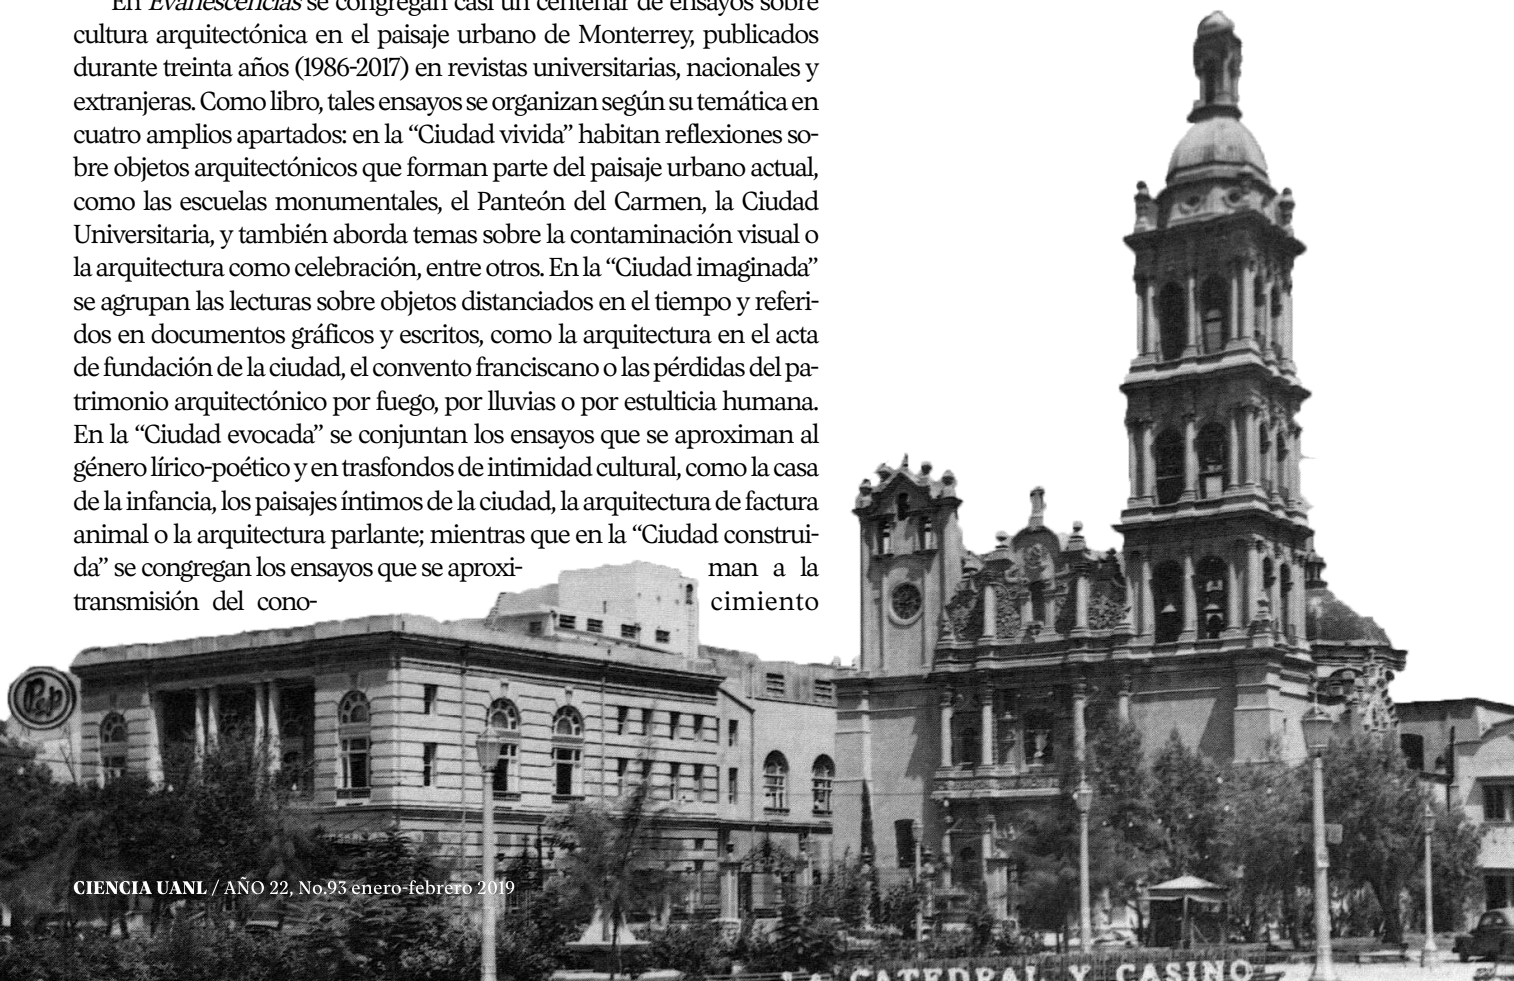 En Evanescencias se congregan casi un centenar de ensayos sobre
cultura arquitectónica en el paisaje urbano de Monterrey, publicados
durante treinta años (1986-2017) en revistas universitarias, nacionales y
extranjeras. Como libro, tales ensayos se organizan según su temática en
cuatro amplios apartados: en la “Ciudad vivida” habitan reflexiones so-
bre objetos arquitectónicos que forman parte del paisaje urbano actual,
como las escuelas monumentales, el Panteón del Carmen, la Ciudad
Universitaria, y también aborda temas sobre la contaminación visual o
la arquitectura como celebración, entre otros. En la “Ciudad imaginada”
se agrupan las lecturas sobre objetos distanciados en el tiempo y referi-
dos en documentos gráficos y escritos, como la arquitectura en el acta
de fundación de la ciudad, el convento franciscano o las pérdidas del pa-
trimonio arquitectónico por fuego, por lluvias o por estulticia humana.
En la “Ciudad evocada” se conjuntan los ensayos que se aproximan al
género lírico-poético y en trasfondos de intimidad cultural, como la casa
de la infancia, los paisajes íntimos de la ciudad, la arquitectura de factura
animal o la arquitectura parlante; mientras que en la “Ciudad construi-
da” se congregan los ensayos que se aproxi- man a la
transmisión del cono- cimiento
CIENCIA UANL / AÑO 22, No.93 enero-febrero 2019
CATEDRAL Y CASINO